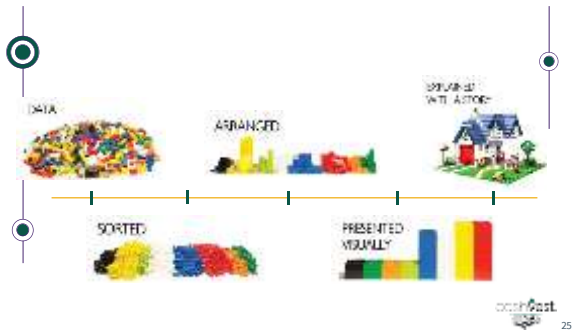 DATA
ARRANGED
EXPLAINED
WITH A STORY
SORTED
PRESENTED
VISUALLY
25